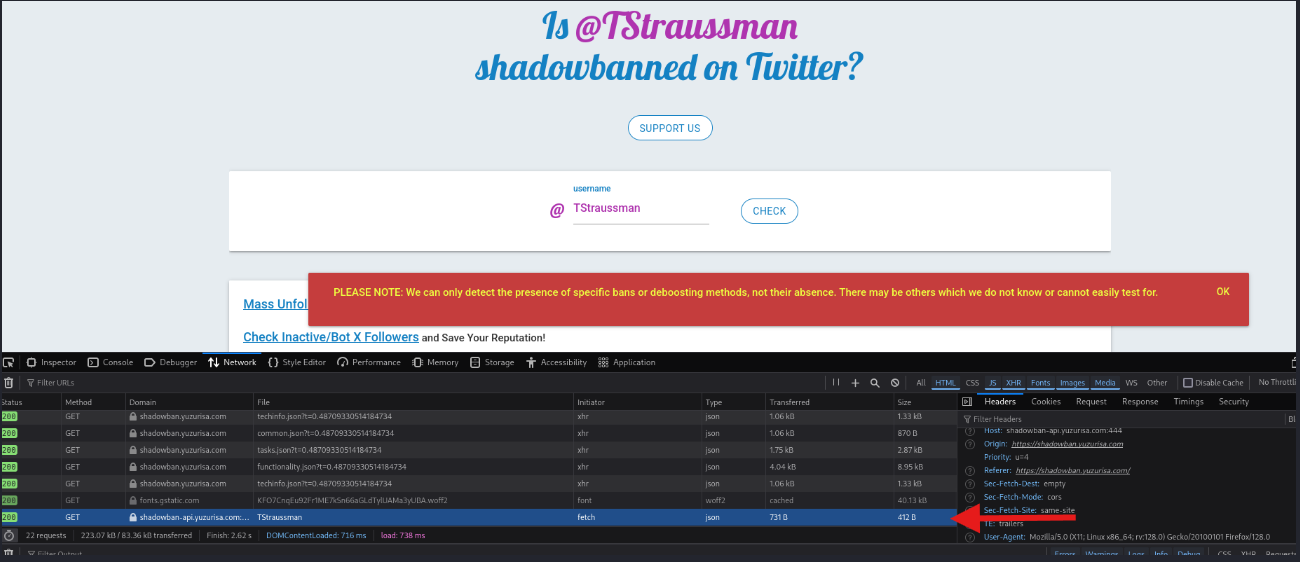 Is @TStraussman
shadowbanned on Twitter?
SUPPORT US
username
@ TStraussman CHECK
PLEASE NOTE: We can only detect the presence of specific bans or deboosting methods, not their absence. There may be others which we do not know or cannot easily test for. OK
Mass Unfol
Check Inactive/Bot X Followers and Save Your Reputation!
Inspector Console Debugger Network Style Editor Performance Memory Storage Accessibility Application
Filter URLs All HTML CSS JS XHR Fonts Images Media WS Other Disable Cache No Throttli
Status Method Domain File Initiator Type Transferred Size
200 GET shadowban.yuzurisa.com techinfo.json?t=0.48709330514184734 xhr json 1.06 kB 1.33 kB
200 GET shadowban.yuzurisa.com common.json?t=0.48709330514184734 xhr json 1.06 kB 870 B
200 GET shadowban.yuzurisa.com tasks.json?t=0.48709330514184734 xhr json 1.75 kB 2.87 kB
200 GET shadowban.yuzurisa.com functionality.json?t=0.48709330514184734 xhr json 4.04 kB 8.95 kB
200 GET shadowban.yuzurisa.com techinfo.json?t=0.48709330514184734 xhr json 1.06 kB 1.33 kB
200 GET fonts.gstatic.com font woff2 cached 40.13 kB
200 GET shadowban-api.yuzurisa.com:... TStraussman fetch json 731 B 412 B
22 requests 223.07 kB / 83.36 kB transferred Finish: 2.62 s DOMContentLoaded: 716 ms load: 738 ms
Headers Cookies Request Response Timings Security
Filter Headers Bl
Host: shadowban-api.yuzurisa.com:444
Origin: https://shadowban.yuzurisa.com
Priority: u=4
Referer: https://shadowban.yuzurisa.com/
Sec-Fetch-Dest: empty
Sec-Fetch-Mode: cors
Sec-Fetch-Site: same-site
TE: trailers
User-Agent: Mozilla/5.0 (X11; Linux x86_64; rv:128.0) Gecko/20100101 Firefox/128.0
Filter Output Errors Warnings Logs Info Debug CSS XHR Requests